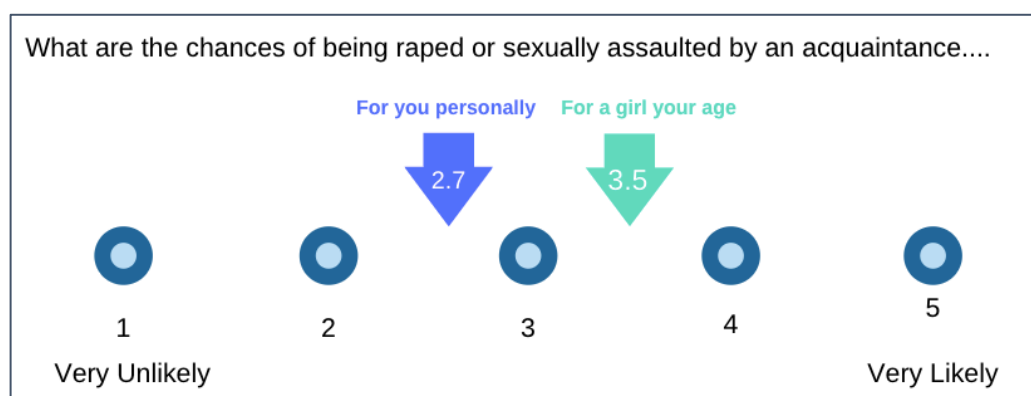 What are the chances of being raped or sexually assaulted by an acquaintance....
For you personally For a girl your age
2.7 3.5
1 2 3 4 5
Very Unlikely Very Likely